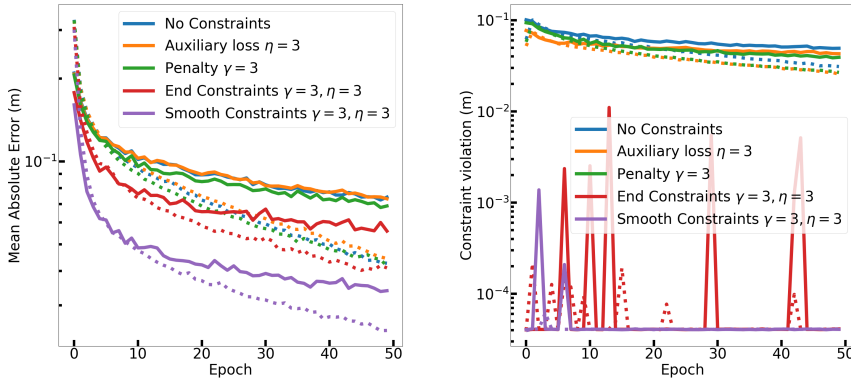 No Constraints
Auxiliary loss η = 3
Penalty γ = 3
End Constraints γ = 3, η = 3
Smooth Constraints γ = 3, η = 3
Mean Absolute Error (m)
10⁻¹
0 10 20 30 40 50
Epoch
10⁻¹
10⁻²
10⁻³
10⁻⁴
Constraint violation (m)
No Constraints
Auxiliary loss η = 3
Penalty γ = 3
End Constraints γ = 3, η = 3
Smooth Constraints γ = 3, η = 3
0 10 20 30 40 50
Epoch